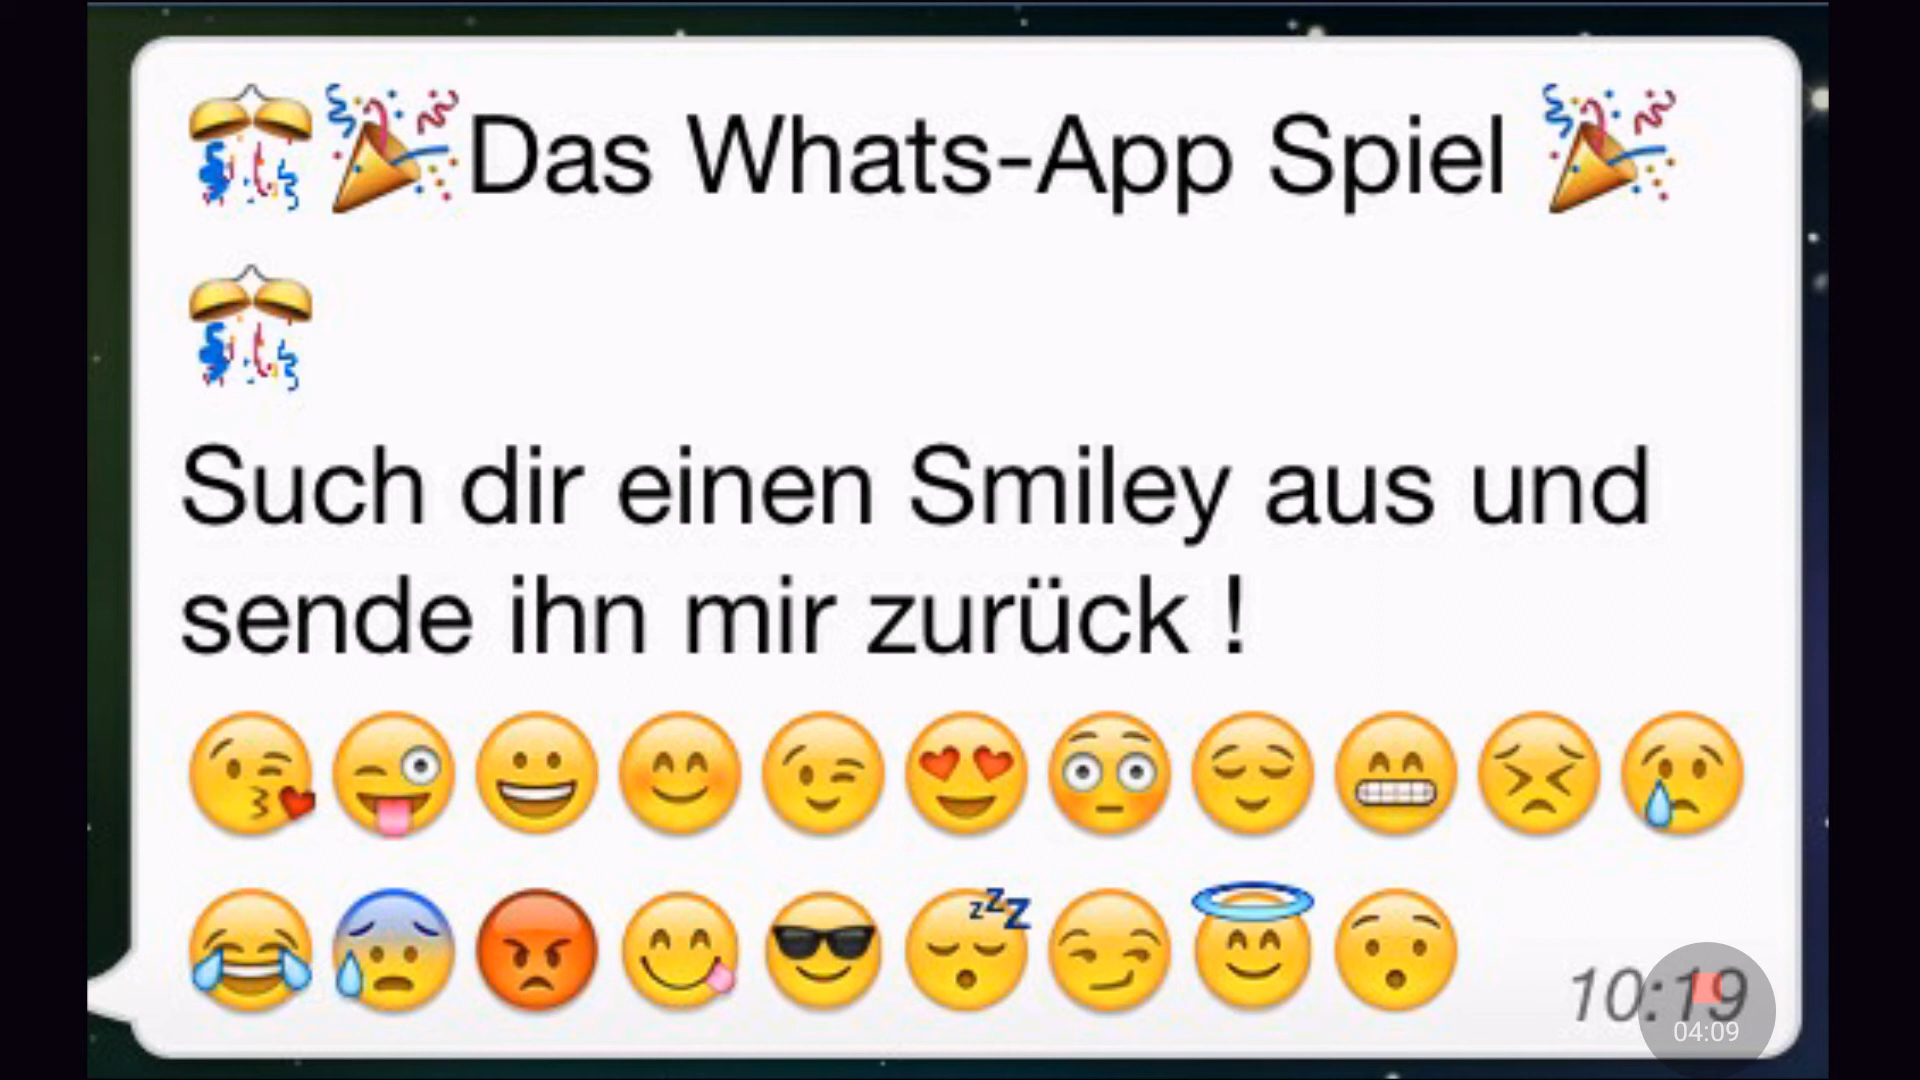 🎊🎉Das Whats-App Spiel 🎉
🎊
Such dir einen Smiley aus und
sende ihn mir zurück !
😘😜😀😊😉😍😳😌😁😣😢
😂😰😡😋😎😴😏😇😯
10:19
04:09